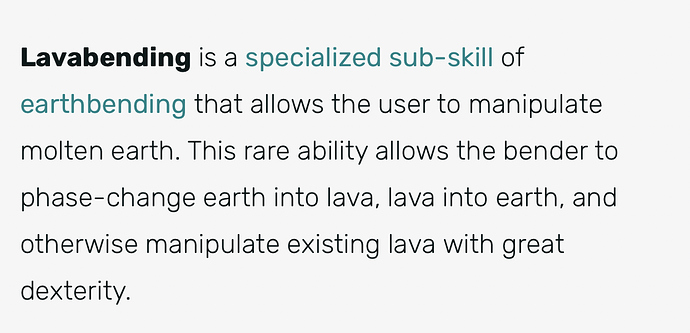 Lavabending is a specialized sub-skill of
earthbending that allows the user to manipulate
molten earth. This rare ability allows the bender to
phase-change earth into lava, lava into earth, and
otherwise manipulate existing lava with great
dexterity.